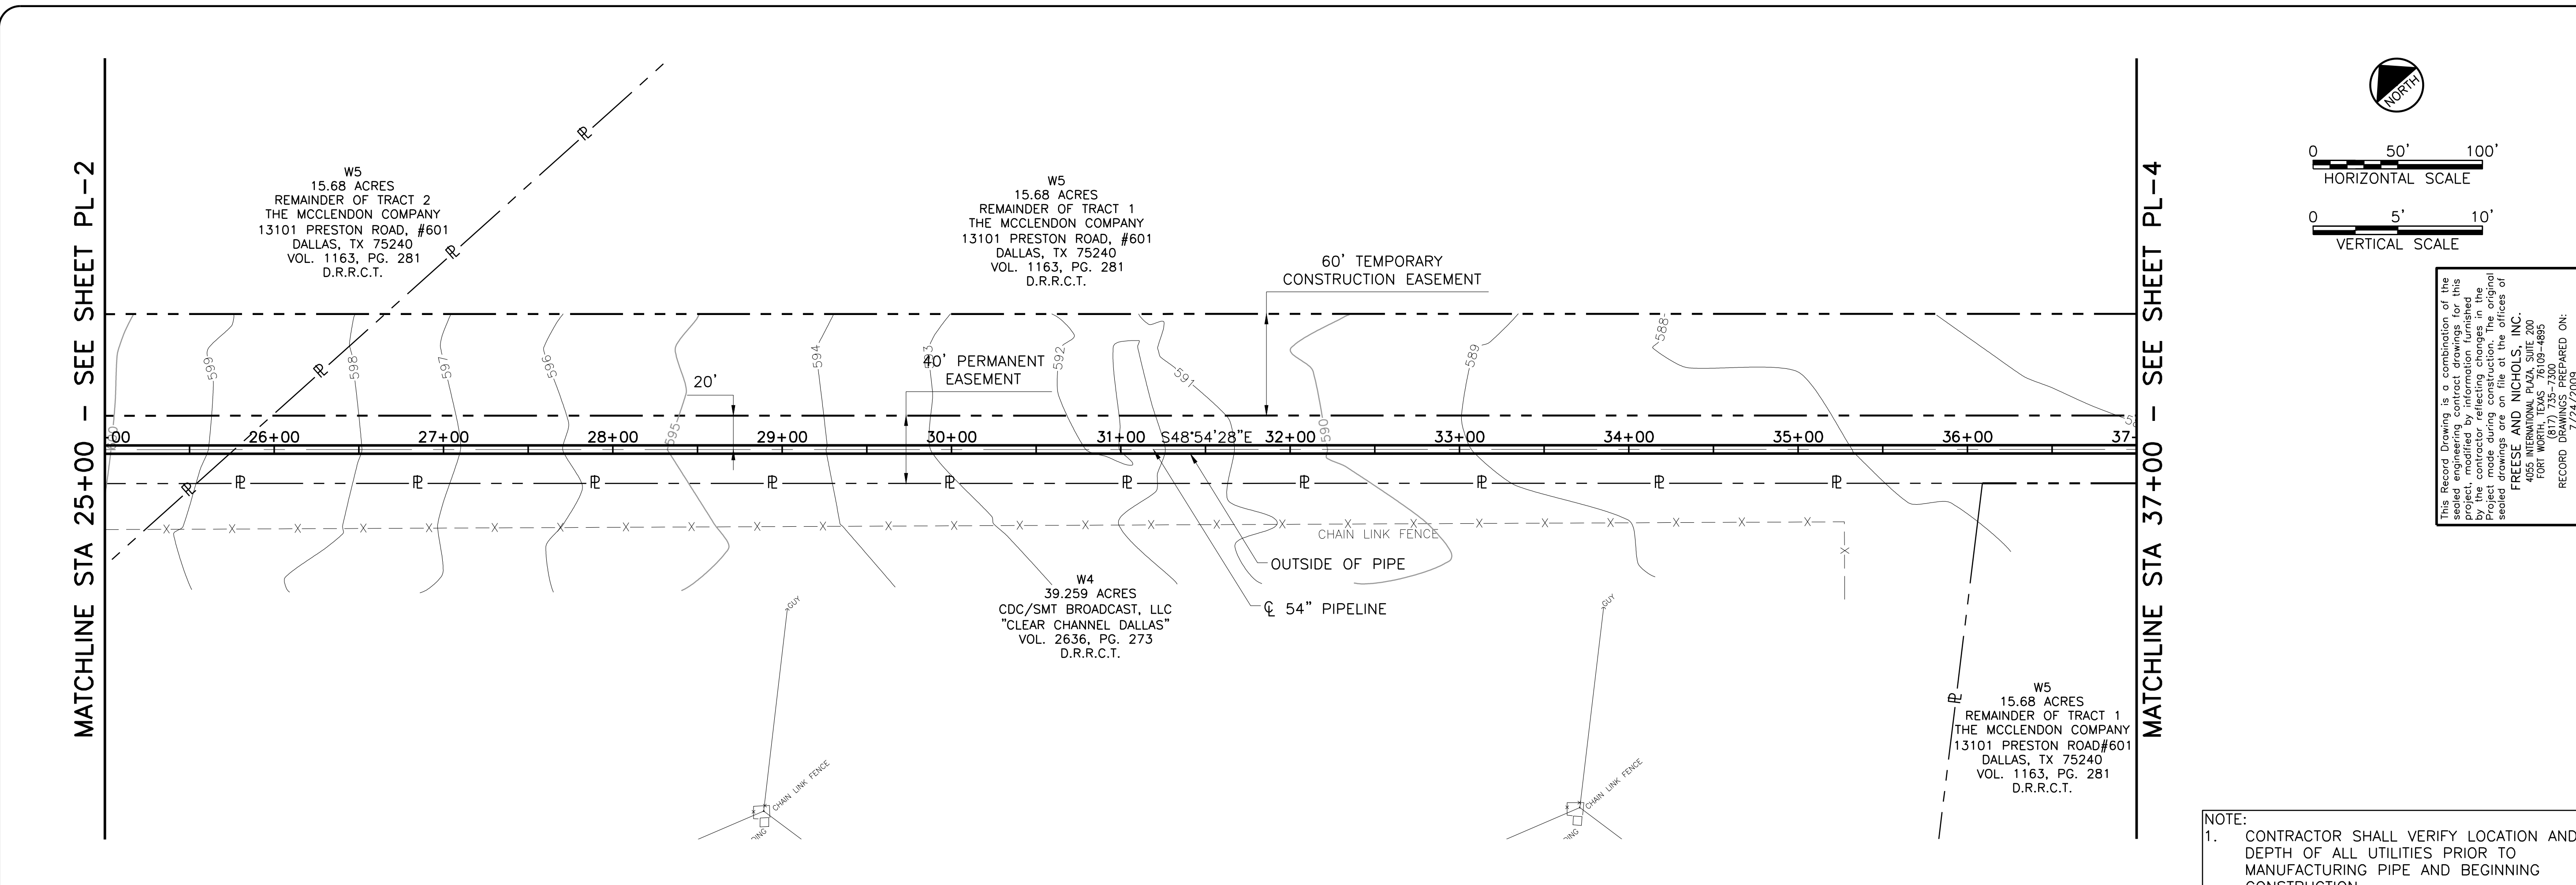 MATCHLINE STA 25+00 - SEE SHEET PL-2
W5
15.68 ACRES
REMAINDER OF TRACT 2
THE MCCLENDON COMPANY
13101 PRESTON ROAD, #601
DALLAS, TX 75240
VOL. 1163, PG. 281
D.R.R.C.T.
W5
15.68 ACRES
REMAINDER OF TRACT 1
THE MCCLENDON COMPANY
13101 PRESTON ROAD, #601
DALLAS, TX 75240
VOL. 1163, PG. 281
D.R.R.C.T.
60' TEMPORARY
CONSTRUCTION EASEMENT
599
598
597
596
595
594
593
592
591
590
589
588
20'
40' PERMANENT
EASEMENT
00
26+00
27+00
28+00
29+00
30+00
31+00
S48°54'28"E
32+00
33+00
34+00
35+00
36+00
37
PL
CHAIN LINK FENCE
OUTSIDE OF PIPE
CL 54" PIPELINE
W4
39.259 ACRES
CDC/SMT BROADCAST, LLC
"CLEAR CHANNEL DALLAS"
VOL. 2636, PG. 273
D.R.R.C.T.
GUY
CHAIN LINK FENCE
DING
GUY
CHAIN LINK FENCE
DING
W5
15.68 ACRES
REMAINDER OF TRACT 1
THE MCCLENDON COMPANY
13101 PRESTON ROAD#601
DALLAS, TX 75240
VOL. 1163, PG. 281
D.R.R.C.T.
MATCHLINE STA 37+00 - SEE SHEET PL-4
NORTH
0 50' 100'
HORIZONTAL SCALE
0 5' 10'
VERTICAL SCALE
This Record Drawing is a combination of the
sealed engineering contract drawings for this
project, modified by information furnished
by the contractor reflecting changes in the
Project made during construction. The original
sealed drawings are on file at the offices of
FREESE AND NICHOLS, INC.
4055 INTERNATIONAL PLAZA, SUITE 200
FORT WORTH, TEXAS 76109-4895
(817) 735-7300
RECORD DRAWINGS PREPARED ON:
7/24/2009
NOTE:
1. CONTRACTOR SHALL VERIFY LOCATION AND
DEPTH OF ALL UTILITIES PRIOR TO
MANUFACTURING PIPE AND BEGINNING
CONSTRUCTION